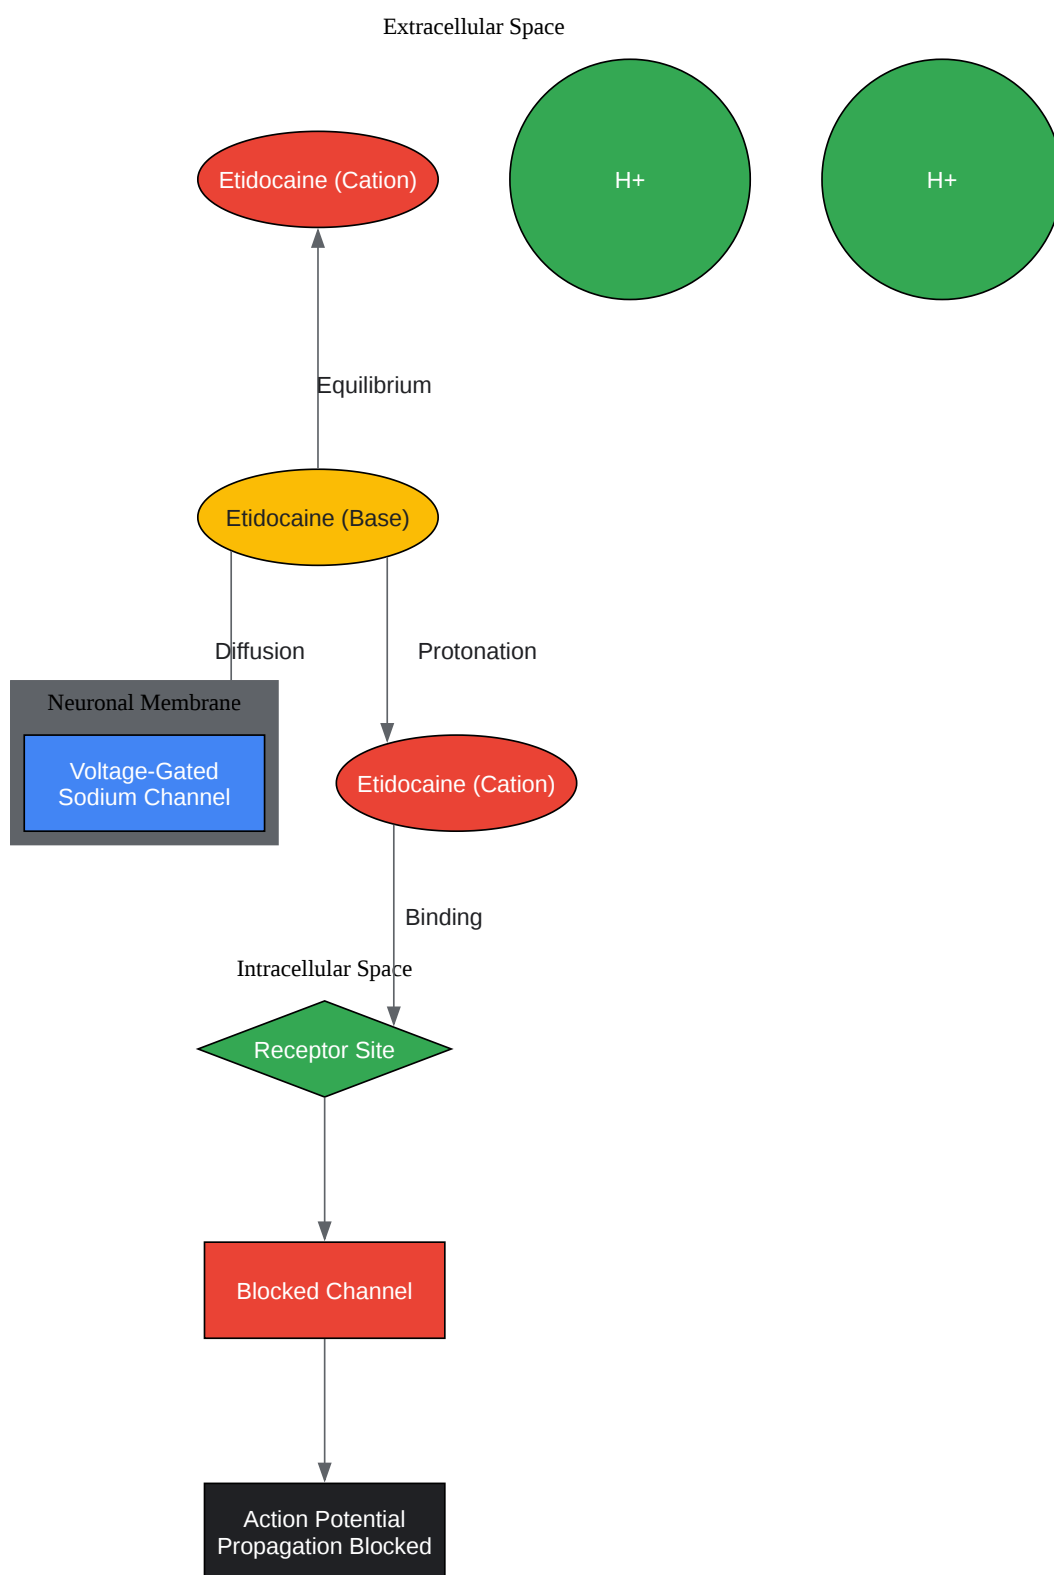 Extracellular Space
Etidocaine (Cation)
H+
H+
Equilibrium
Etidocaine (Base)
Diffusion
Protonation
Neuronal Membrane
Voltage-Gated
Sodium Channel
Etidocaine (Cation)
Binding
Intracellular Space
Receptor Site
Blocked Channel
Action Potential
Propagation Blocked